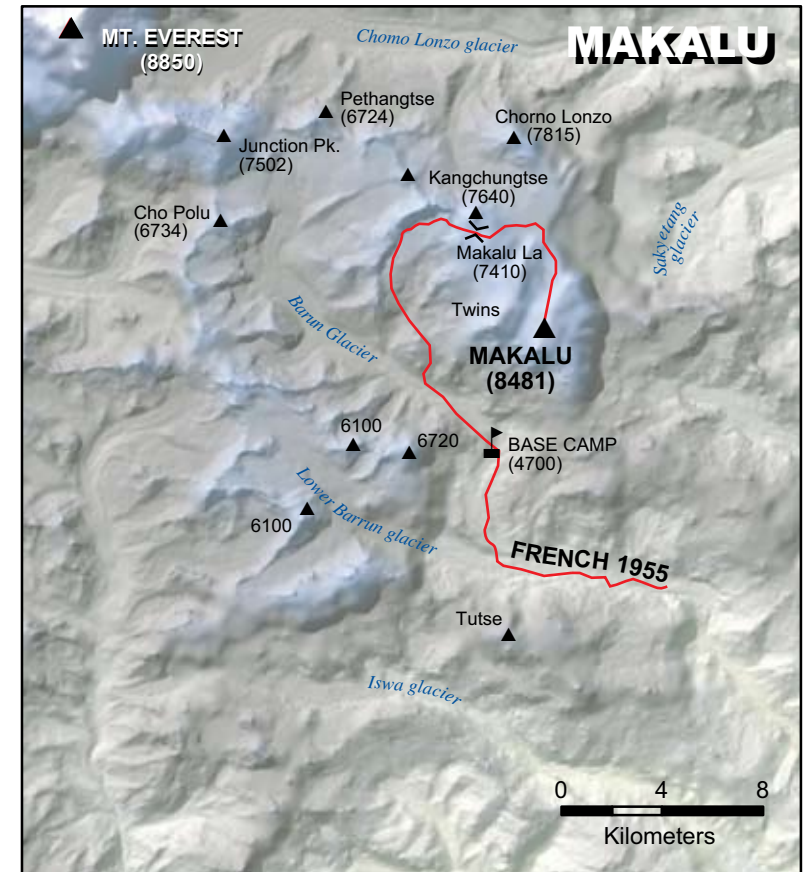 MAKALU
MT. EVEREST
(8850)
Chomo Lonzo glacier
Pethangtse
(6724)
Chorno Lonzo
(7815)
Junction Pk.
(7502)
Kangchungtse
(7640)
Cho Polu
(6734)
Sakyetang
glacier
Makalu La
(7410)
Barun Glacier
Twins
MAKALU
(8481)
6100
6720
BASE CAMP
(4700)
Lower Barrun glacier
6100
FRENCH 1955
Tutse
Iswa glacier
0 4 8
Kilometers